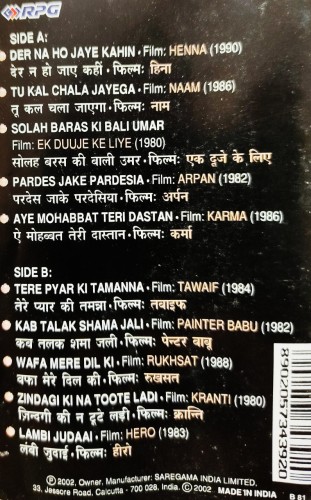 RPG
SIDE A:
DER NA HO JAYE KAHIN • Film: HENNA (1990)
देर न हो जाए कहीं • फिल्म: हिना
TU KAL CHALA JAYEGA • Film: NAAM (1986)
तू कल चला जाएगा • फिल्म: नाम
SOLAH BARAS KI BALI UMAR
Film: EK DUUJE KE LIYE (1980)
सोलह बरस की बाली उमर • फिल्म: एक दूजे के लिए
PARDES JAKE PARDESIA • Film: ARPAN (1982)
परदेस जाके परदेसिया • फिल्म: अर्पन
AYE MOHABBAT TERI DASTAN • Film: KARMA (1986)
ऐ मोहब्बत तेरी दास्तान • फिल्म: कर्मा
SIDE B:
TERE PYAR KI TAMANNA • Film: TAWAIF (1984)
तेरे प्यार की तमन्ना • फिल्म: तवाइफ
KAB TALAK SHAMA JALI • Film: PAINTER BABU (1982)
कब तलक शमा जली • फिल्म: पेन्टर बाबू
WAFA MERE DIL KI • Film: RUKHSAT (1988)
वफा मेरे दिल की • फिल्म: रुखसत
ZINDAGI KI NA TOOTE LADI • Film: KRANTI (1980)
ज़िन्दगी की न टूटे लड़ी • फिल्म: क्रान्ति
LAMBI JUDAAI • Film: HERO (1983)
लंबी जुदाई • फिल्म: हीरो
8902057343920
℗ 2002, Owner, Manufacturer: SAREGAMA INDIA LIMITED.
33, Jessore Road, Calcutta - 700 028, India. ©2002 MADE IN INDIA B 81